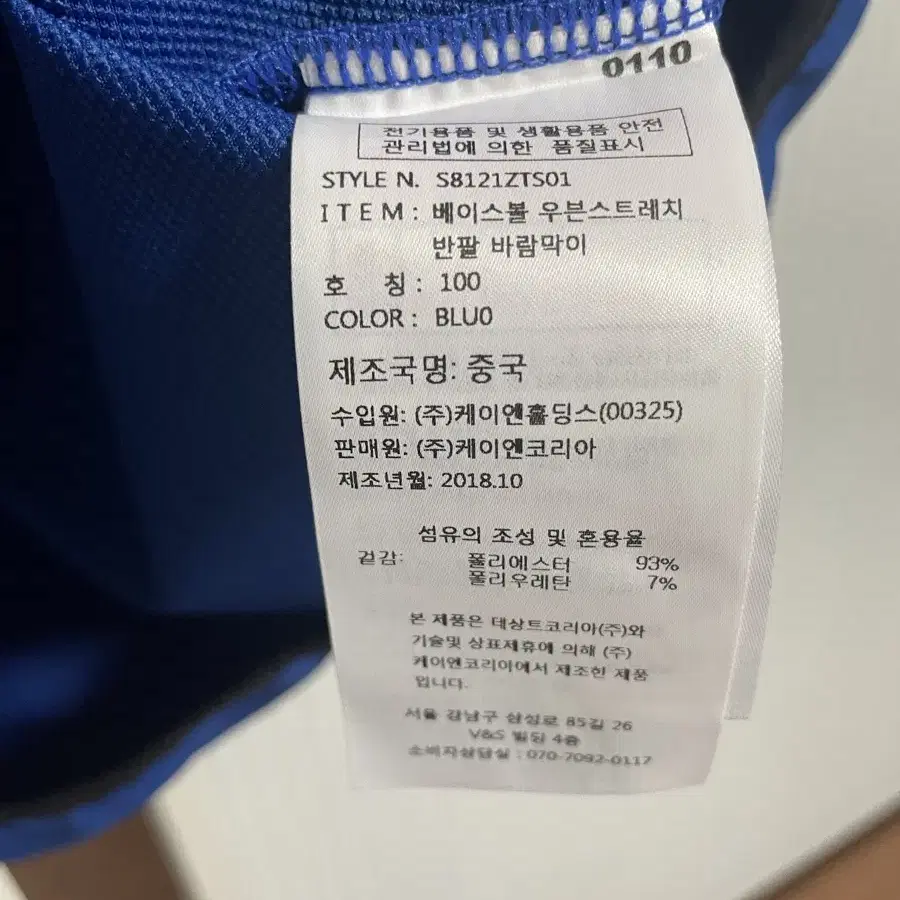 0110
전기용품 및 생활용품 안전
관리법에 의한 품질표시
STYLE N. S8121ZTS01
ITEM : 베이스볼 우븐스트레치
반팔 바람막이
호 칭 : 100
COLOR : BLU0
제조국명: 중국
수입원: (주)케이엔홀딩스(00325)
판매원: (주)케이엔코리아
제조년월: 2018.10
섬유의 조성 및 혼용율
겉감: 폴리에스터 93%
폴리우레탄 7%
본 제품은 데상트코리아(주)와
기술및 상표제휴에 의해 (주)
케이엔코리아에서 제조한 제품
입니다.
서울 강남구 삼성로 85길 26
V&S 빌딩 4층
소비자상담실 : 070-7092-0117